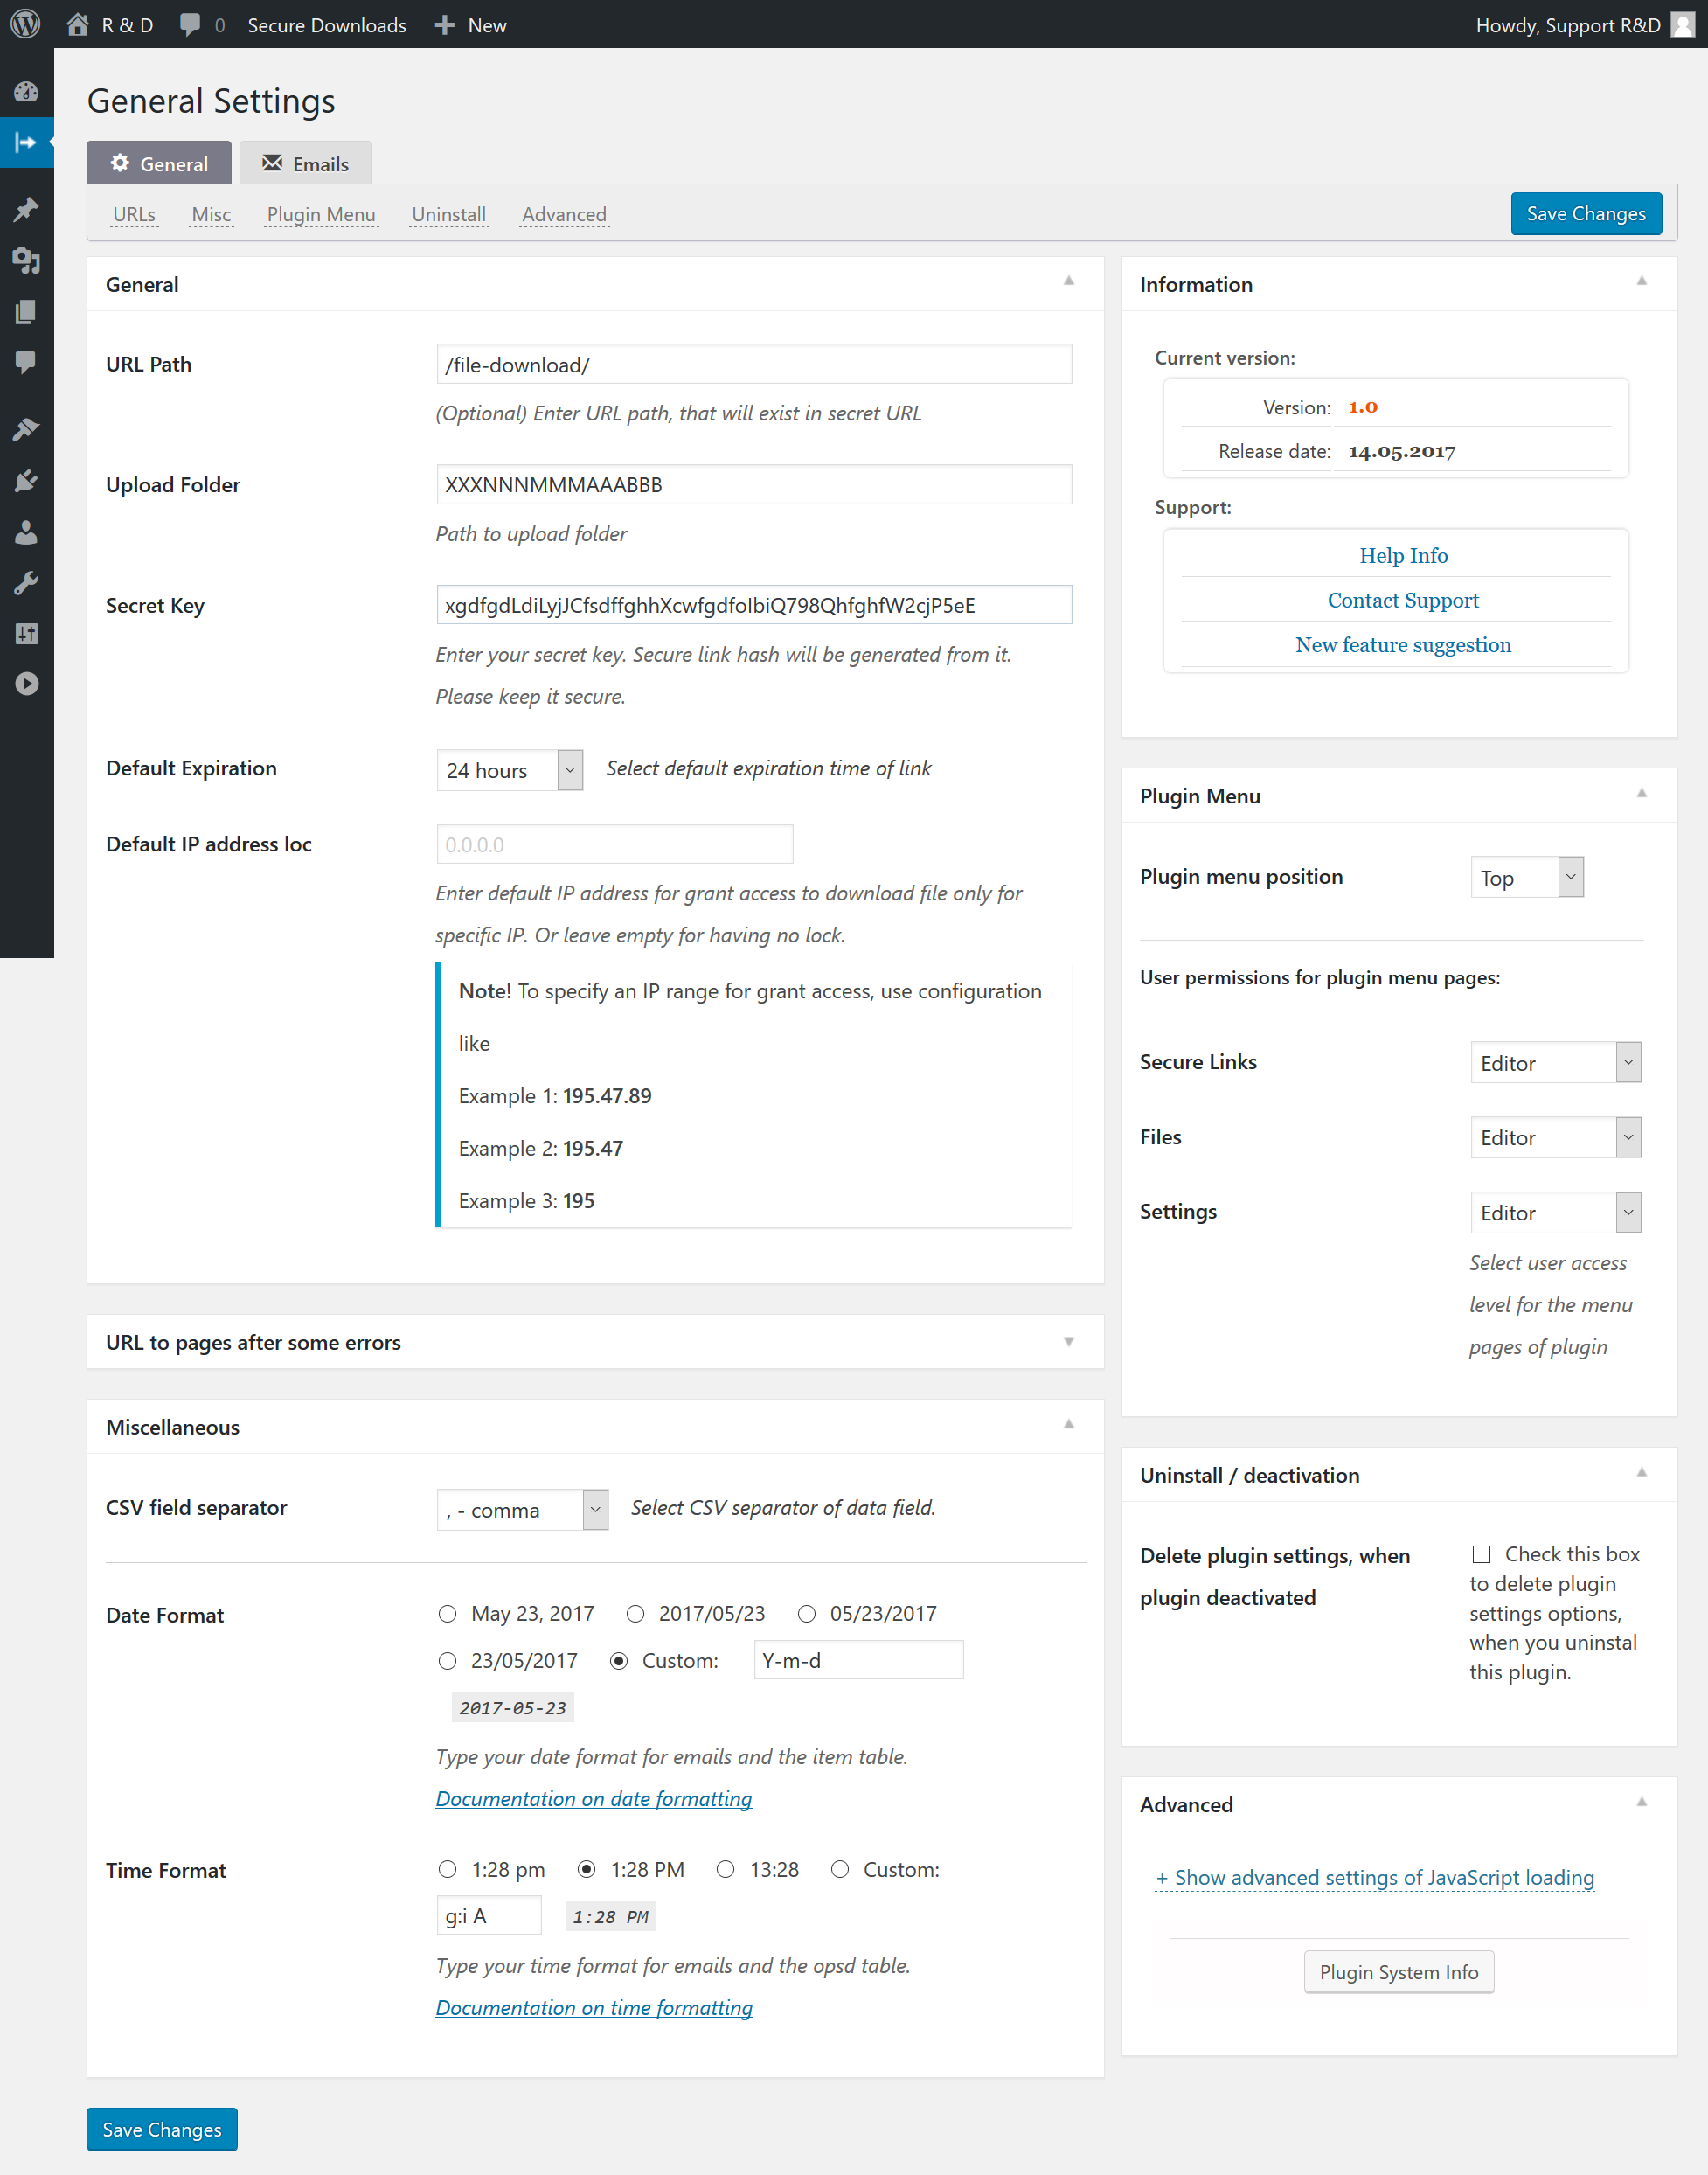 R & D 0 Secure Downloads New Howdy, Support R&D
General Settings
General Emails
URLs Misc Plugin Menu Uninstall Advanced Save Changes
General
URL Path /file-download/
(Optional) Enter URL path, that will exist in secret URL
Upload Folder XXXNNNMMMAAABBB
Path to upload folder
Secret Key xgdfgdLdiLyjJCfsdffghhXcwfgdfoIbiQ798QhfghfW2cjP5eE
Enter your secret key. Secure link hash will be generated from it.
Please keep it secure.
Default Expiration 24 hours Select default expiration time of link
Default IP address loc 0.0.0.0
Enter default IP address for grant access to download file only for
specific IP. Or leave empty for having no lock.
Note! To specify an IP range for grant access, use configuration
like
Example 1: 195.47.89
Example 2: 195.47
Example 3: 195
URL to pages after some errors
Miscellaneous
CSV field separator , - comma Select CSV separator of data field.
Date Format May 23, 2017 2017/05/23 05/23/2017
23/05/2017 Custom: Y-m-d
2017-05-23
Type your date format for emails and the item table.
Documentation on date formatting
Time Format 1:28 pm 1:28 PM 13:28 Custom:
g:i A 1:28 PM
Type your time format for emails and the opsd table.
Documentation on time formatting
Save Changes
Information
Current version:
Version: 1.0
Release date: 14.05.2017
Support:
Help Info
Contact Support
New feature suggestion
Plugin Menu
Plugin menu position Top
User permissions for plugin menu pages:
Secure Links Editor
Files Editor
Settings Editor
Select user access
level for the menu
pages of plugin
Uninstall / deactivation
Delete plugin settings, when
plugin deactivated
Check this box
to delete plugin
settings options,
when you uninstal
this plugin.
Advanced
+ Show advanced settings of JavaScript loading
Plugin System Info